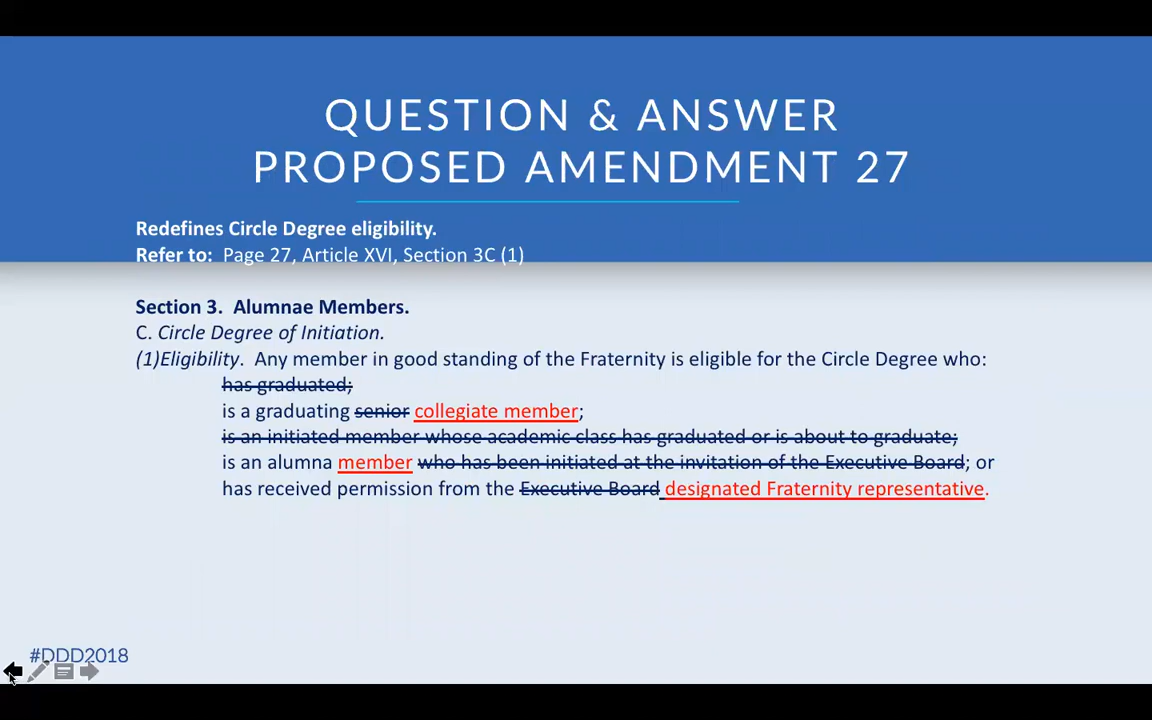 QUESTION & ANSWER
PROPOSED AMENDMENT 27
Redefines Circle Degree eligibility.
Refer to: Page 27, Article XVI, Section 3C (1)
Section 3. Alumnae Members.
C. Circle Degree of Initiation.
(1)Eligibility. Any member in good standing of the Fraternity is eligible for the Circle Degree who:
has graduated;
is a graduating senior collegiate member;
is an initiated member whose academic class has graduated or is about to graduate;
is an alumna member who has been initiated at the invitation of the Executive Board; or
has received permission from the Executive Board designated Fraternity representative.
#DDD2018